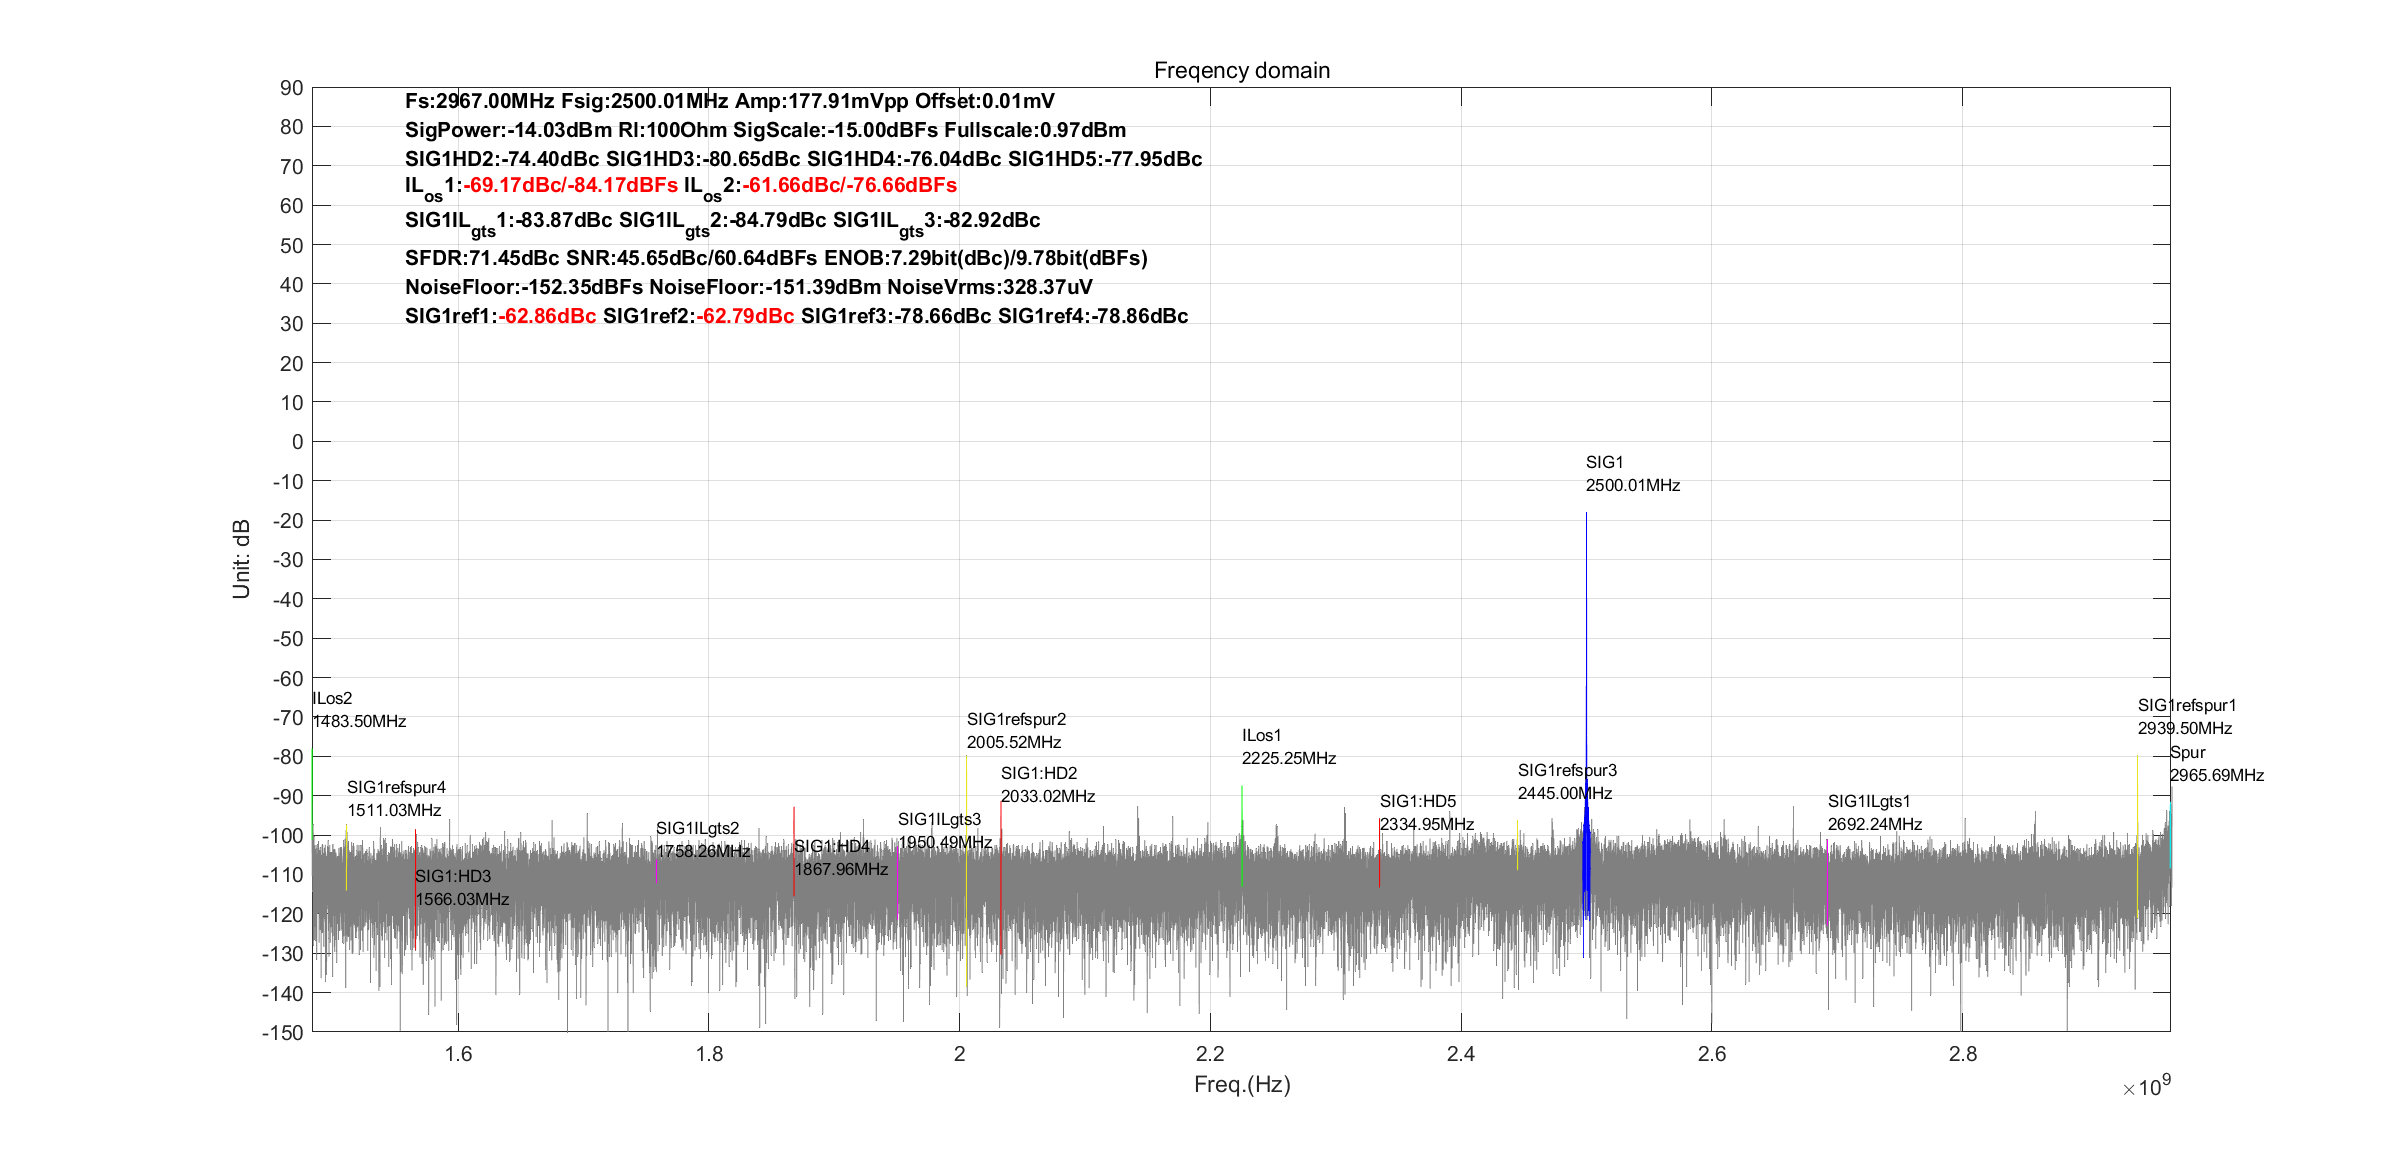 Freqency domain
Fs:2967.00MHz Fsig:2500.01MHz Amp:177.91mVpp Offset:0.01mV
SigPower:-14.03dBm Rl:100Ohm SigScale:-15.00dBFs Fullscale:0.97dBm
SIG1HD2:-74.40dBc SIG1HD3:-80.65dBc SIG1HD4:-76.04dBc SIG1HD5:-77.95dBc
ILos1:-69.17dBc/-84.17dBFs ILos2:-61.66dBc/-76.66dBFs
SIG1ILgts1:-83.87dBc SIG1ILgts2:-84.79dBc SIG1ILgts3:-82.92dBc
SFDR:71.45dBc SNR:45.65dBc/60.64dBFs ENOB:7.29bit(dBc)/9.78bit(dBFs)
NoiseFloor:-152.35dBFs NoiseFloor:-151.39dBm NoiseVrms:328.37uV
SIG1ref1:-62.86dBc SIG1ref2:-62.79dBc SIG1ref3:-78.66dBc SIG1ref4:-78.86dBc
90
80
70
60
50
40
30
20
10
0
-10
-20
-30
-40
-50
-60
-70
-80
-90
-100
-110
-120
-130
-140
-150
Unit: dB
SIG1
2500.01MHz
ILos2
1483.50MHz
SIG1refspur4
1511.03MHz
SIG1:HD3
1566.03MHz
SIG1ILgts2
1758.26MHz
SIG1:HD4
1867.96MHz
SIG1ILgts3
1950.49MHz
SIG1refspur2
2005.52MHz
SIG1:HD2
2033.02MHz
ILos1
2225.25MHz
SIG1:HD5
2334.95MHz
SIG1refspur3
2445.00MHz
SIG1ILgts1
2692.24MHz
SIG1refspur1
2939.50MHz
Spur
2965.69MHz
1.6
1.8
2
2.2
2.4
2.6
2.8
Freq.(Hz)
×10^9